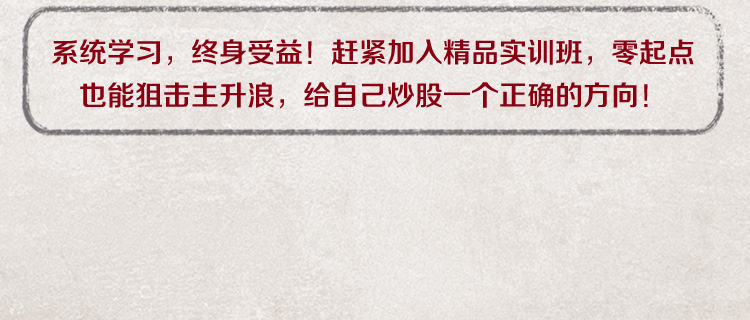 系统学习，终身受益！赶紧加入精品实训班，零起点
也能狙击主升浪，给自己炒股一个正确的方向！